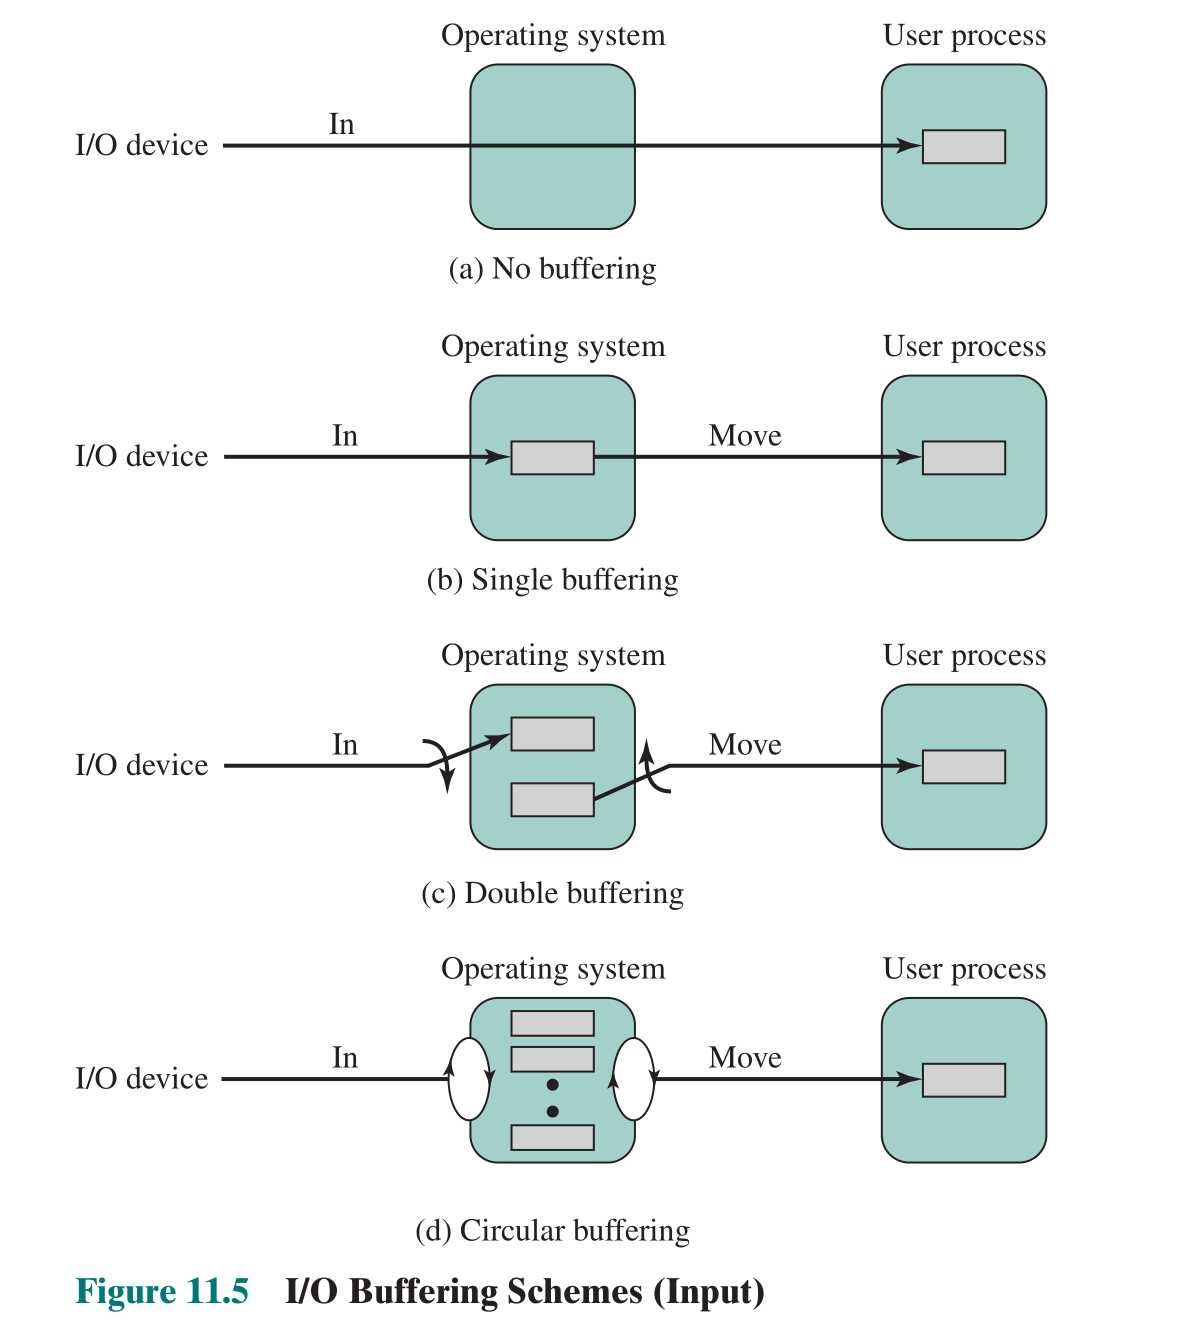 Operating system User process
In
I/O device
(a) No buffering
Operating system User process
In Move
I/O device
(b) Single buffering
Operating system User process
In Move
I/O device
(c) Double buffering
Operating system User process
In Move
I/O device
(d) Circular buffering
Figure 11.5 I/O Buffering Schemes (Input)